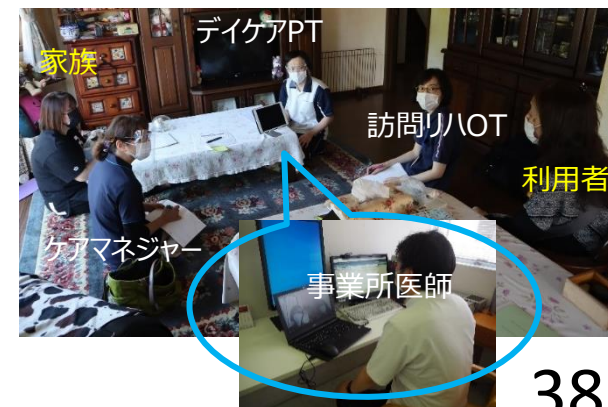 デイケアPT
家族
訪問リハOT
利用者
ケアマネジャー
事業所医師
38